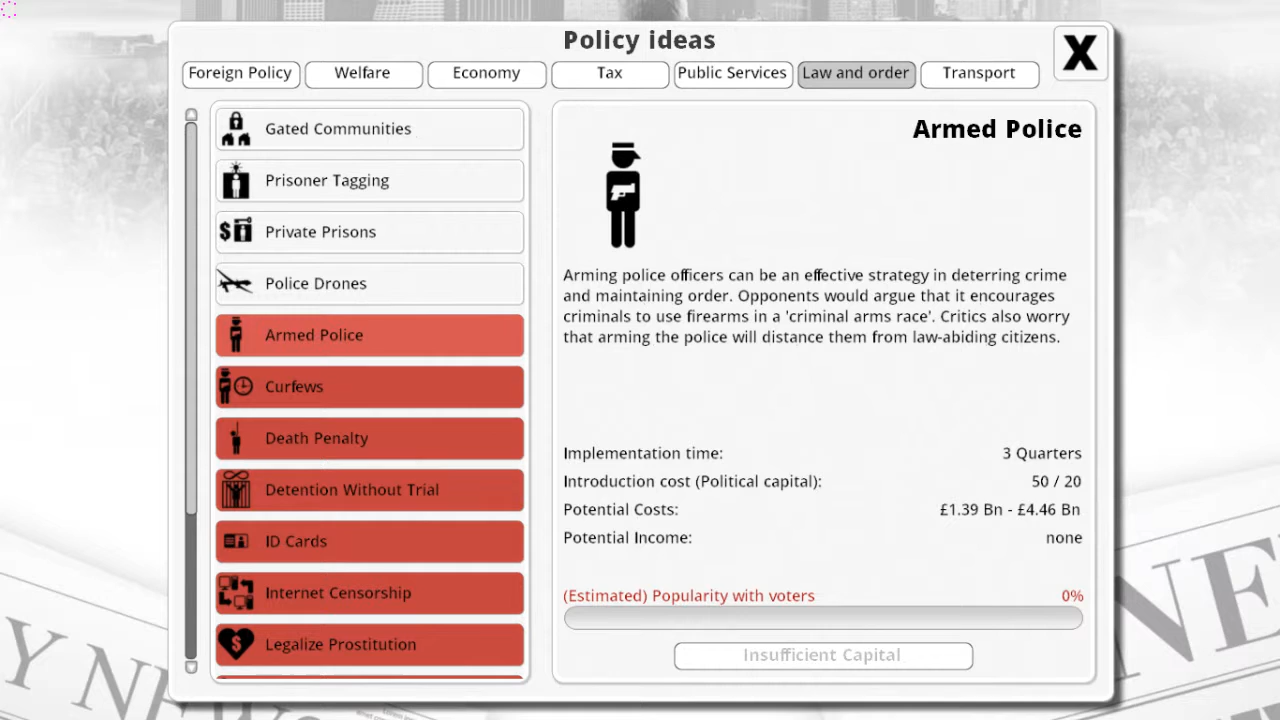 Policy ideas
Foreign Policy
Welfare
Economy
Tax
Public Services
Law and order
Transport
X
Gated Communities
Prisoner Tagging
Private Prisons
Police Drones
Armed Police
Curfews
Death Penalty
Detention Without Trial
ID Cards
Internet Censorship
Legalize Prostitution
Armed Police
Arming police officers can be an effective strategy in deterring crime
and maintaining order. Opponents would argue that it encourages
criminals to use firearms in a 'criminal arms race'. Critics also worry
that arming the police will distance them from law-abiding citizens.
Implementation time: 3 Quarters
Introduction cost (Political capital): 50 / 20
Potential Costs: £1.39 Bn - £4.46 Bn
Potential Income: none
(Estimated) Popularity with voters 0%
Insufficient Capital